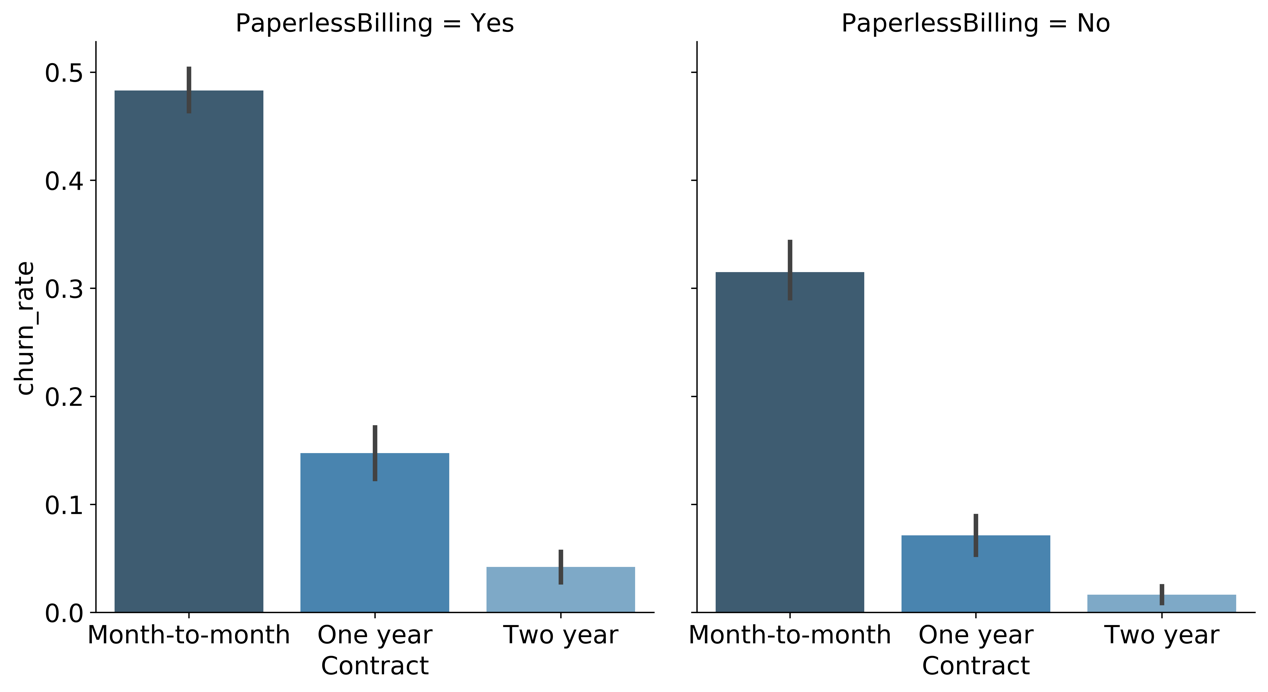 PaperlessBilling = Yes
PaperlessBilling = No
churn_rate
0.5
0.4
0.3
0.2
0.1
0.0
Month-to-month One year Two year
Contract
Month-to-month One year Two year
Contract